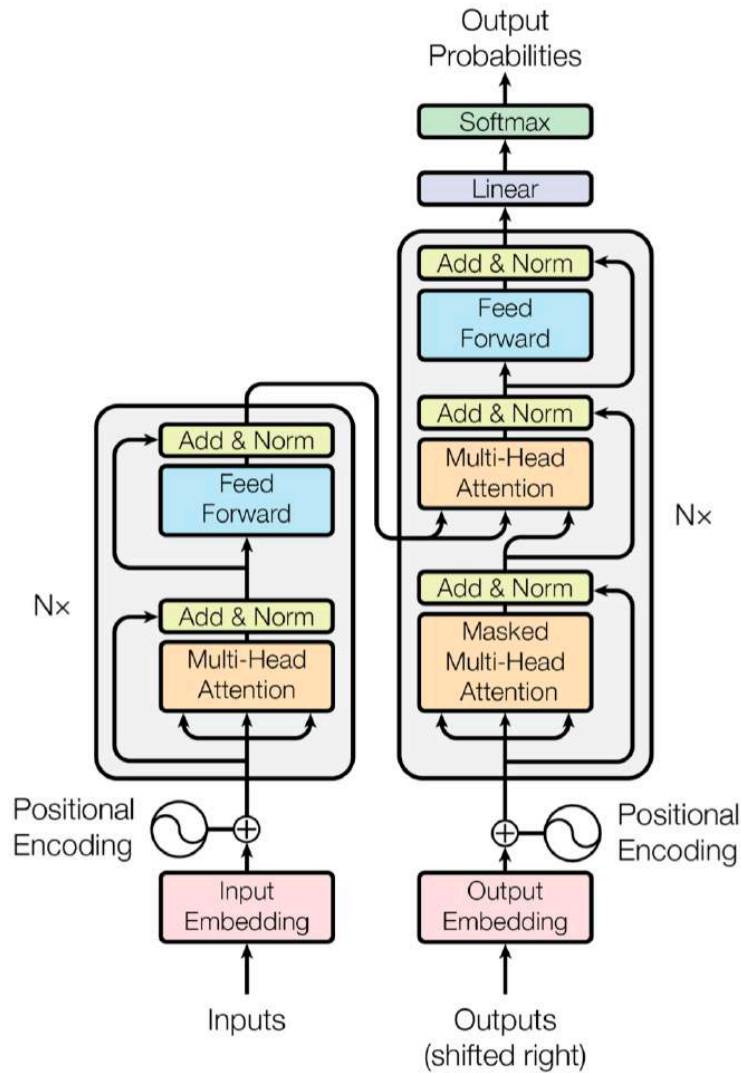 Output
Probabilities
Softmax
Linear
Add & Norm
Feed
Forward
Add & Norm
Multi-Head
Attention
Add & Norm
Masked
Multi-Head
Attention
Nx
Add & Norm
Feed
Forward
Add & Norm
Multi-Head
Attention
Nx
Positional
Encoding
Input
Embedding
Inputs
Positional
Encoding
Output
Embedding
Outputs
(shifted right)